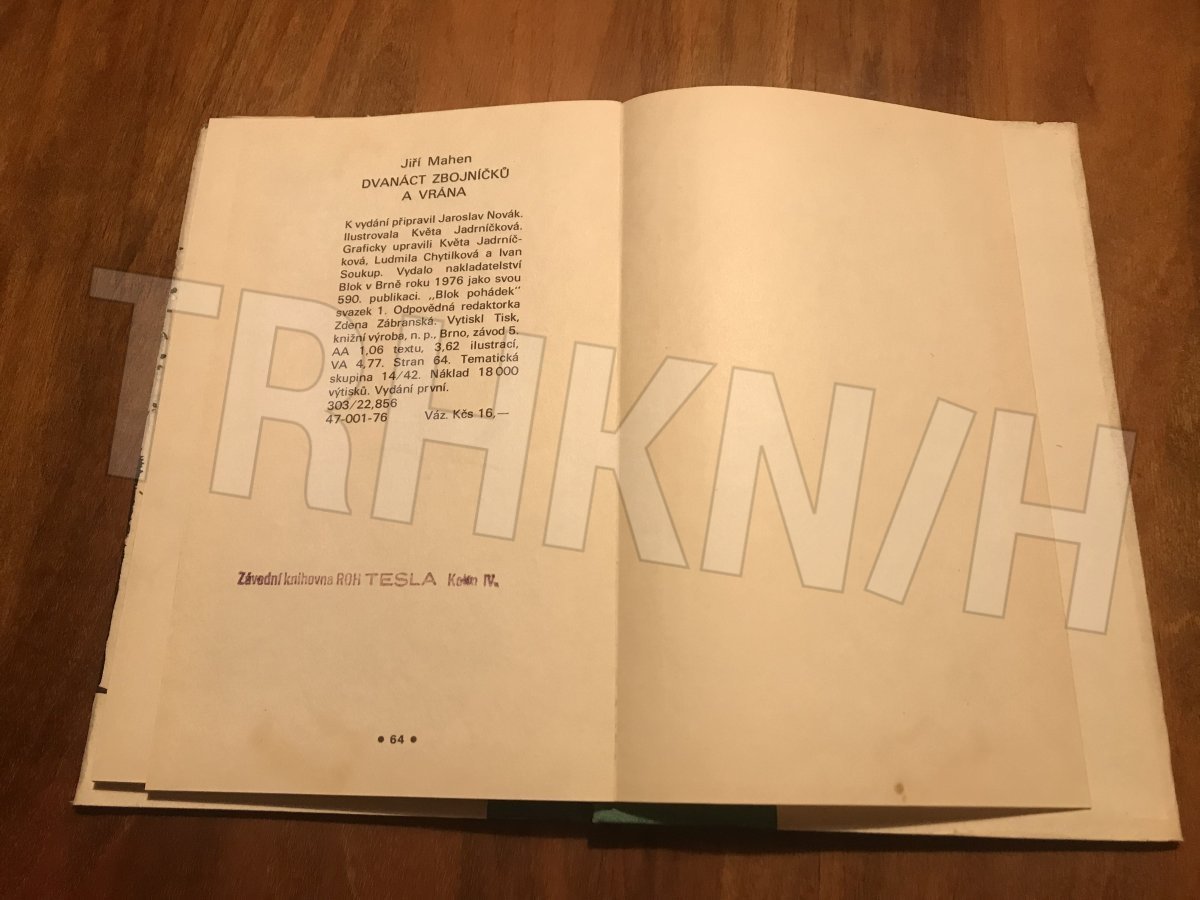 Jiří Mahen
DVANÁCT ZBOJNÍČKŮ
A VRÁNA
K vydání připravil Jaroslav Novák.
Ilustrovala Květa Jadrníčková.
Graficky upravili Květa Jadrníč-
ková, Ludmila Chytilková a Ivan
Soukup. Vydalo nakladatelství
Blok v Brně roku 1976 jako svou
590. publikaci. „Blok pohádek"
svazek 1. Odpovědná redaktorka
Zdena Zábranská. Vytiskl Tisk,
knižní výroba, n. p., Brno, závod 5.
AA 1,06 textu, 3,62 ilustrací,
VA 4,77. Stran 64. Tematická
skupina 14/42. Náklad 18 000
výtisků. Vydání první.
303/22,856
47-001-76 Váz. Kčs 16,—
TRHKN/H
Závodní knihovna ROH TESLA IV.
• 64 •